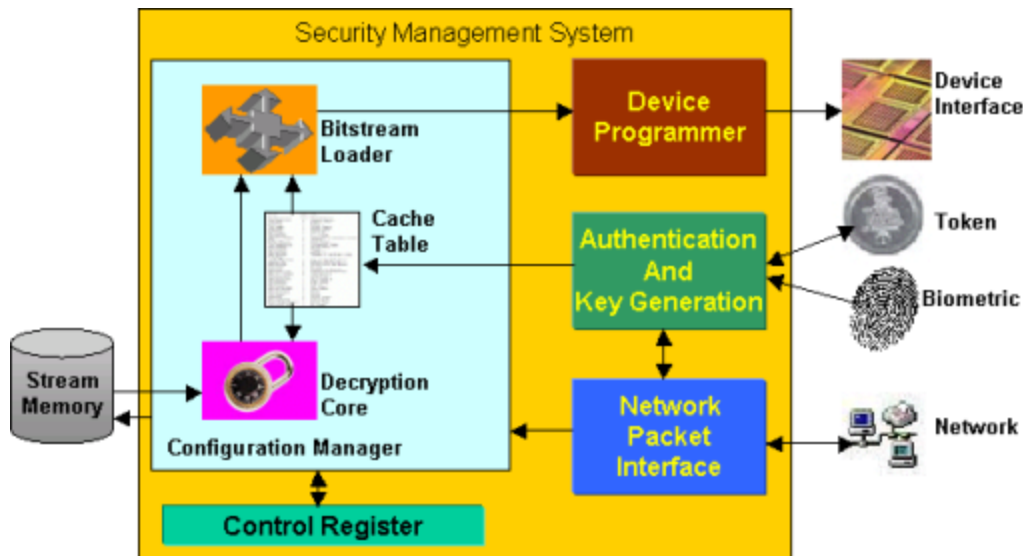 Security Management System
Bitstream
Loader
Device
Programmer
Device
Interface
Cache
Table
Authentication
And
Key Generation
Token
Biometric
Stream
Memory
Decryption
Core
Configuration Manager
Network
Packet
Interface
Network
Control Register